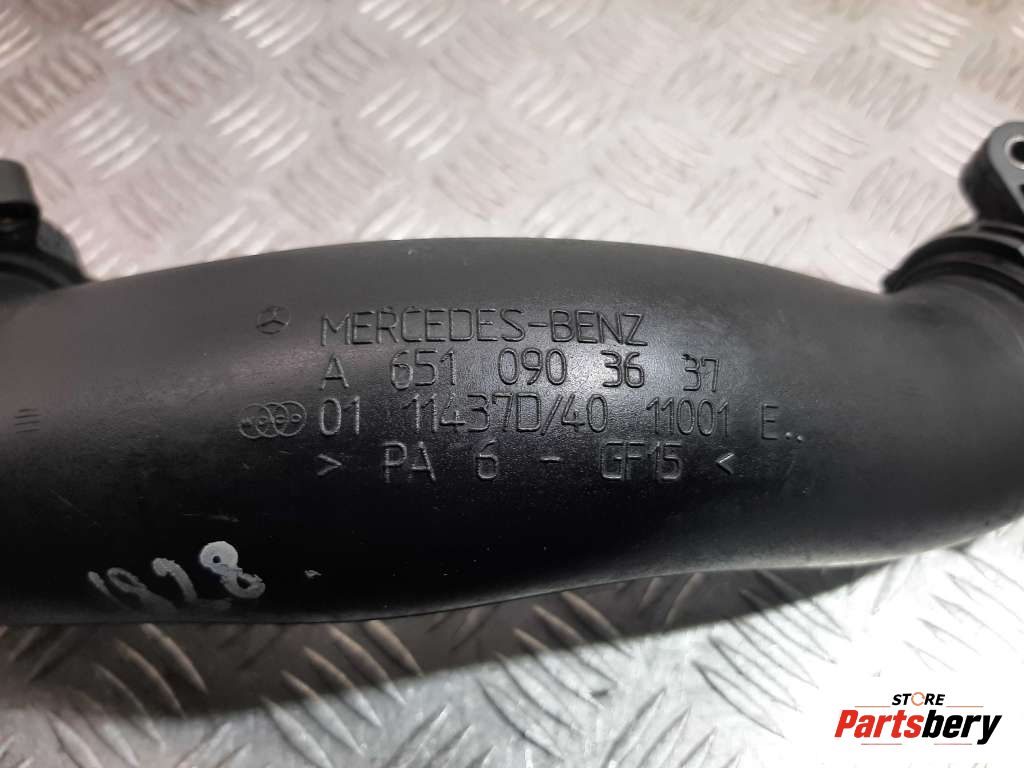 MERCEDES-BENZ
A 651 090 36 37
01 11437D/40 11001 E..
> PA 6 - GF15 <
1928
STORE
Partsbery